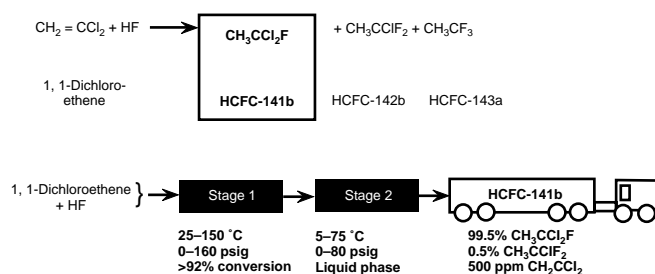 CH₂ = CCl₂ + HF
CH₃CCl₂F
+ CH₃CClF₂ + CH₃CF₃
1, 1-Dichloro-
ethene
HCFC-141b
HCFC-142b
HCFC-143a
1, 1-Dichloroethene
+ HF
}
Stage 1
Stage 2
HCFC-141b
25–150 ˚C
0–160 psig
>92% conversion
5–75 ˚C
0–80 psig
Liquid phase
99.5% CH₃CCl₂F
0.5% CH₃CClF₂
500 ppm CH₂CCl₂